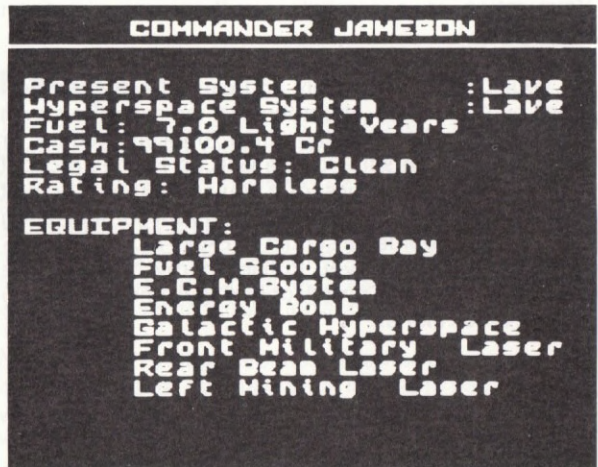 COMMANDER JAMESON
Present System :Lave
Hyperspace System :Lave
Fuel: 7.0 Light Years
Cash:99100.4 Cr
Legal Status: Clean
Rating: Harmless
EQUIPMENT:
Large Cargo Bay
Fuel Scoops
E.C.M.System
Energy Bomb
Galactic Hyperspace
Front Military Laser
Rear Beam Laser
Left Mining Laser